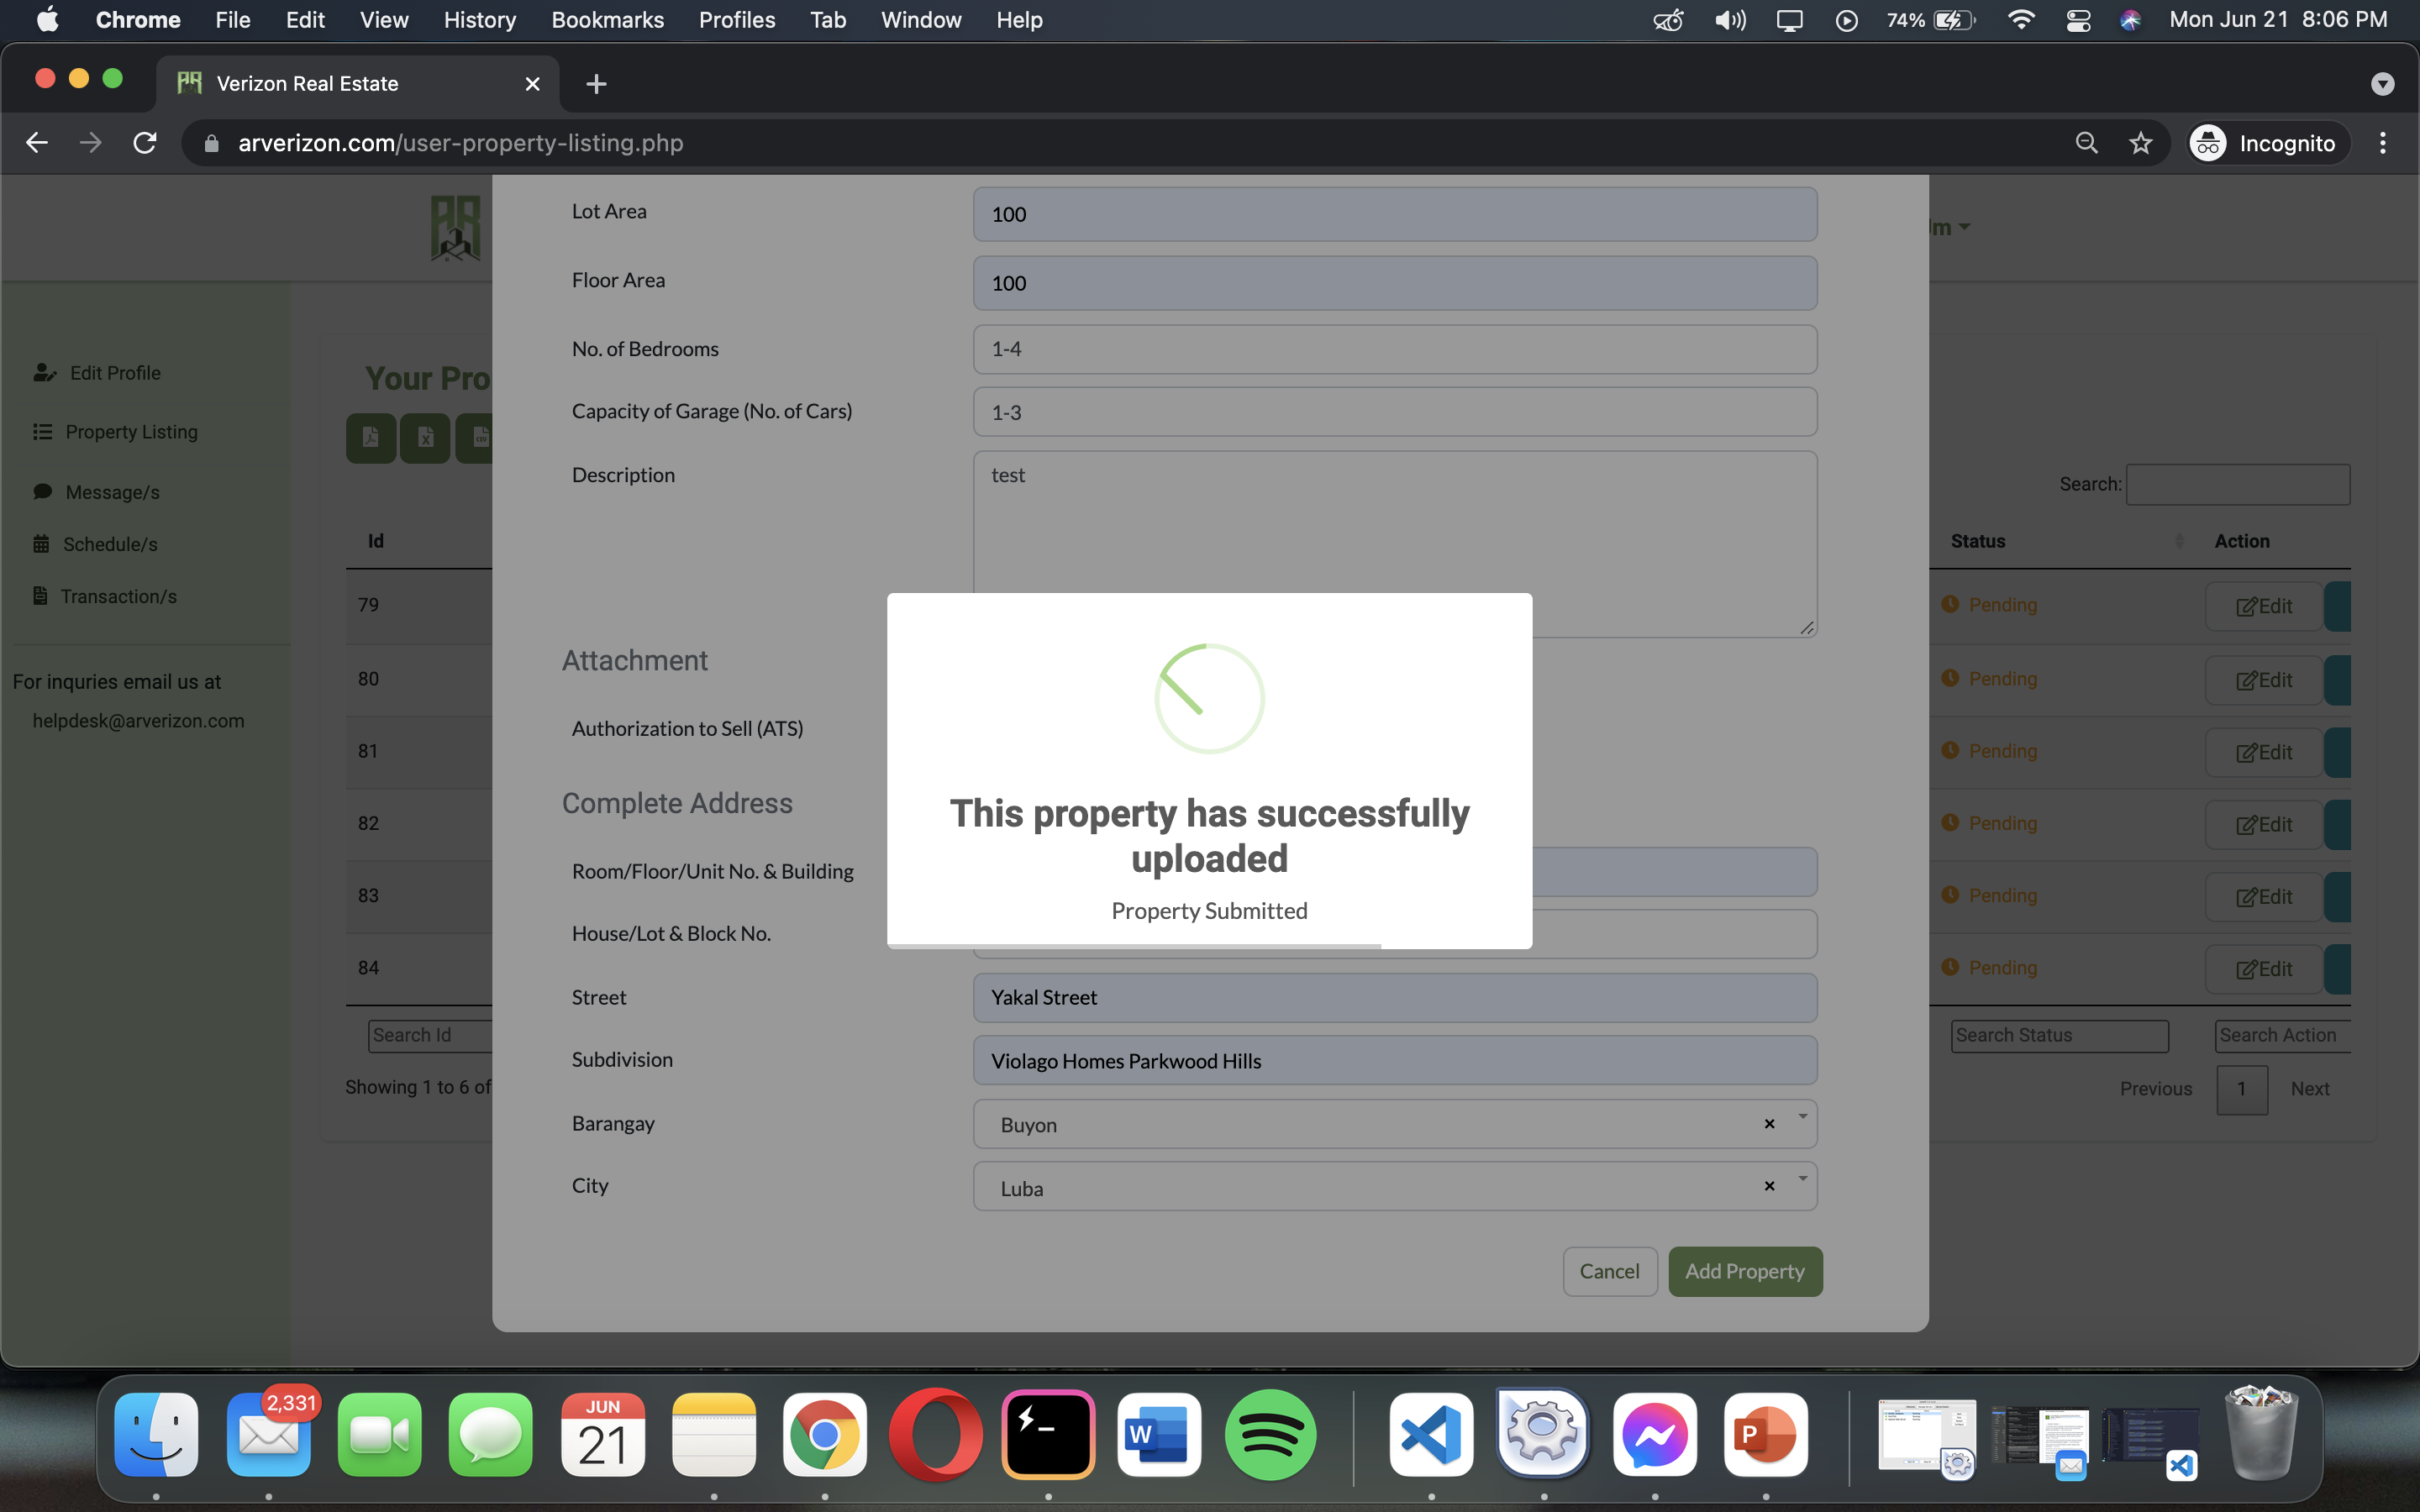 Chrome File Edit View History Bookmarks Profiles Tab Window Help 74% Mon Jun 21 8:06 PM
Verizon Real Estate
arverizon.com/user-property-listing.php Incognito
Lot Area 100
Floor Area 100
No. of Bedrooms 1-4
Capacity of Garage (No. of Cars) 1-3
Description test
Attachment
Authorization to Sell (ATS)
Complete Address
Room/Floor/Unit No. & Building
House/Lot & Block No.
Street Yakal Street
Subdivision Violago Homes Parkwood Hills
Barangay Buyon
City Luba
Cancel Add Property
This property has successfully
uploaded
Property Submitted
Edit Profile
Property Listing
Message/s
Schedule/s
Transaction/s
For inquries email us at
helpdesk@arverizon.com
Your Pro
Search:
Id Status Action
79 Pending Edit
80 Pending Edit
81 Pending Edit
82 Pending Edit
83 Pending Edit
84 Pending Edit
Search Id Search Status Search Action
Showing 1 to 6 of
Previous 1 Next
2,331
JUN
21
W
P